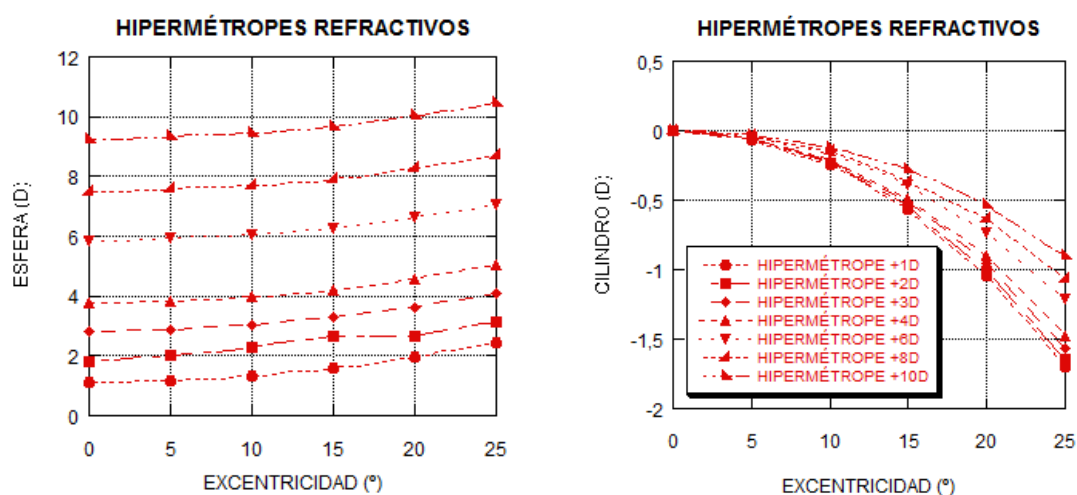 HIPERMÉTROPES REFRACTIVOS
ESFERA (D)
12
10
8
6
4
2
0
0 5 10 15 20 25
EXCENTRICIDAD (º)
HIPERMÉTROPES REFRACTIVOS
CILINDRO (D)
0,5
0
-0,5
-1
-1,5
-2
HIPERMÉTROPE +1D
HIPERMÉTROPE +2D
HIPERMÉTROPE +3D
HIPERMÉTROPE +4D
HIPERMÉTROPE +6D
HIPERMÉTROPE +8D
HIPERMÉTROPE +10D
0 5 10 15 20 25
EXCENTRICIDAD (º)